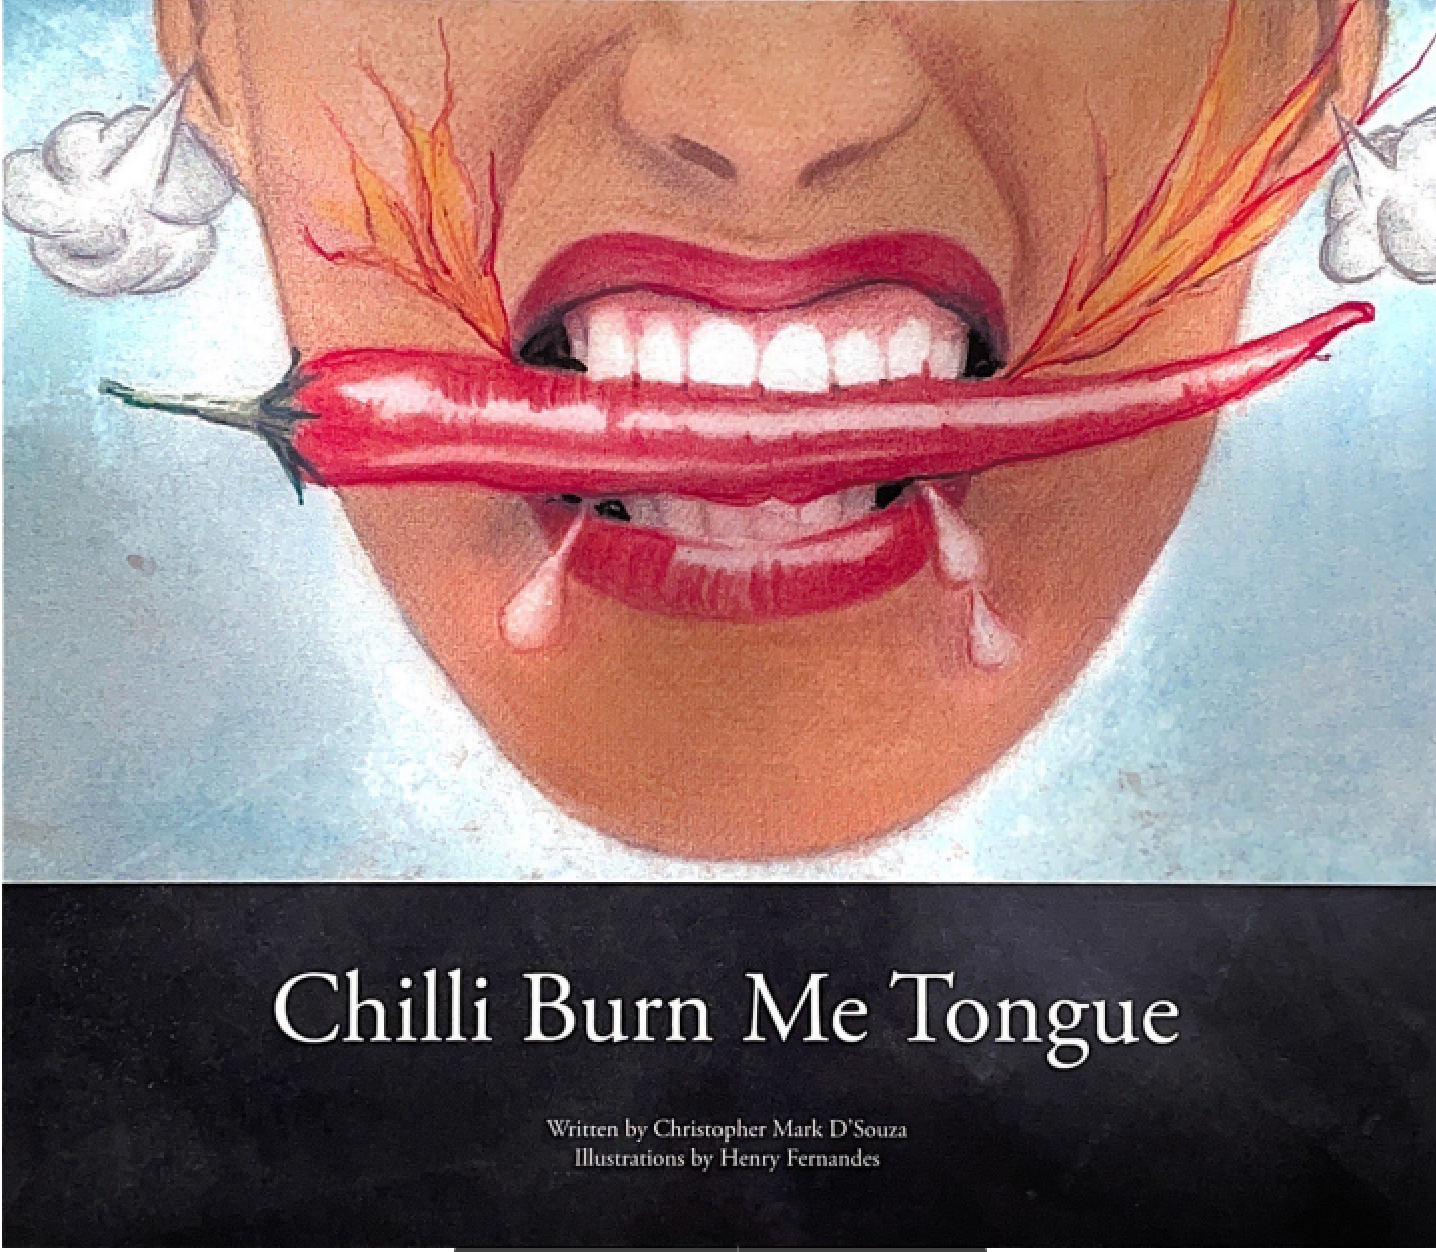 Chilli Burn Me Tongue
Written by Christopher Mark D'Souza
Illustrations by Henry Fernandes